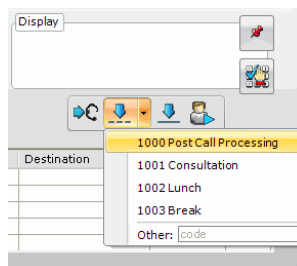 Display
1000 Post Call Processing
Destination
1001 Consultation
1002 Lunch
1003 Break
Other: code